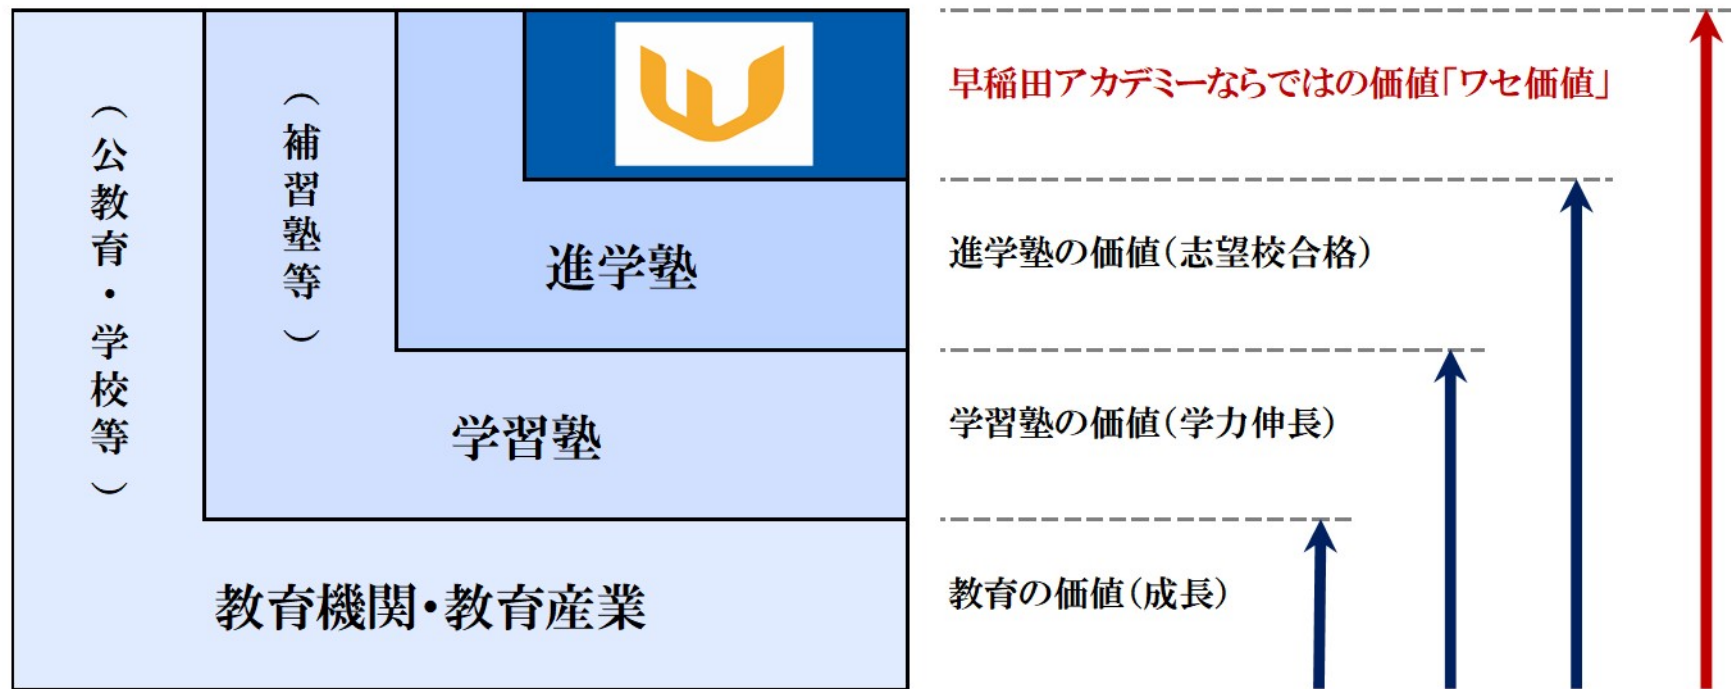 （公教育・学校等）
（補習塾等）
進学塾
学習塾
教育機関・教育産業
早稲田アカデミーならではの価値「ワセ価値」
進学塾の価値（志望校合格）
学習塾の価値（学力伸長）
教育の価値（成長）